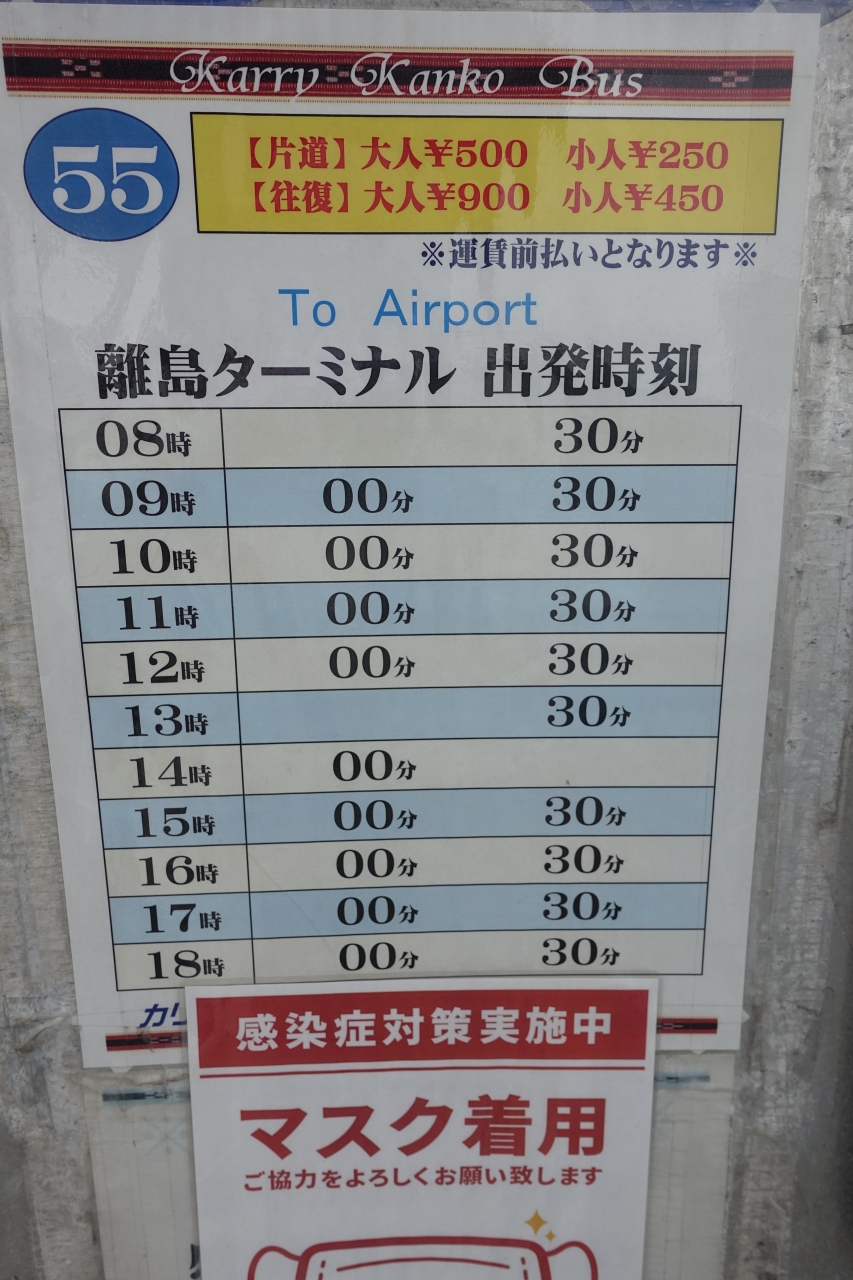 Karry Kanko Bus
55
【片道】大人¥500 小人¥250
【往復】大人¥900 小人¥450
※運賃前払いとなります※
To Airport
離島ターミナル 出発時刻
08時 30分
09時 00分 30分
10時 00分 30分
11時 00分 30分
12時 00分 30分
13時 30分
14時 00分
15時 00分 30分
16時 00分 30分
17時 00分 30分
18時 00分 30分
カリ
感染症対策実施中
マスク着用
ご協力をよろしくお願い致します